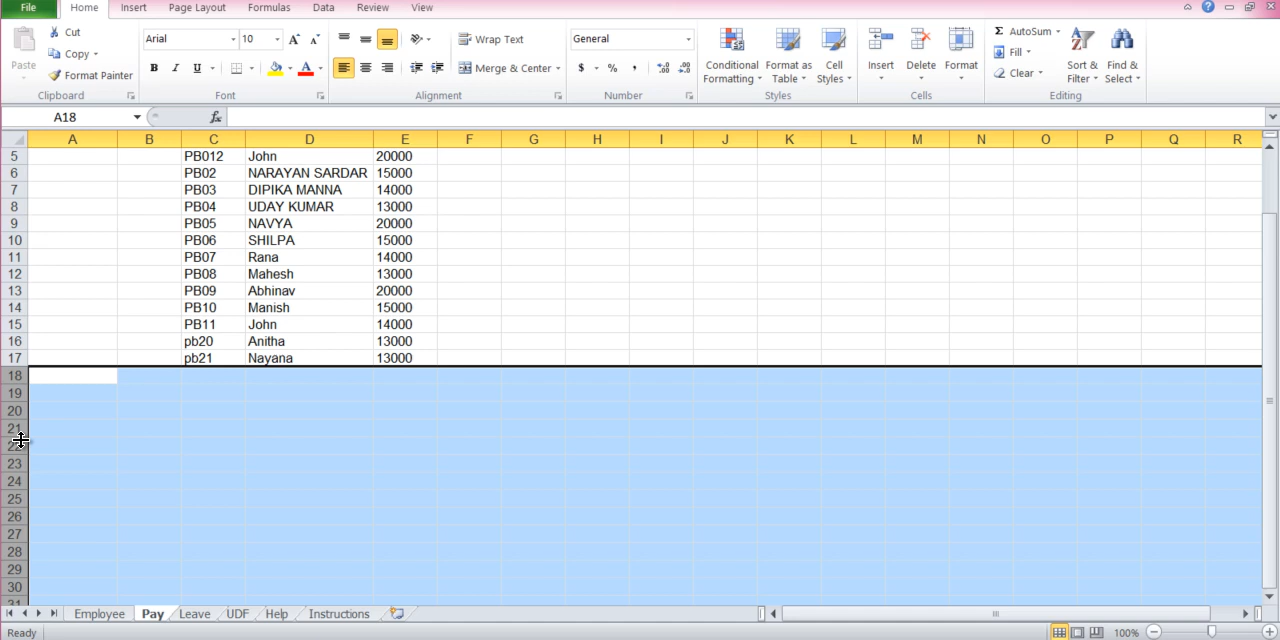 File Home Insert Page Layout Formulas Data Review View
Paste Cut Arial 10 Wrap Text General Conditional Formatting Format as Table Cell Styles Insert Delete Format AutoSum Sort & Filter Find & Select
Copy Fill
Format Painter B I U Merge & Center $ % , Clear
Clipboard Font Alignment Number Styles Cells Editing
A18 fx
A B C D E F G H I J K L M N O P Q R
5 PB012 John 20000
6 PB02 NARAYAN SARDAR 15000
7 PB03 DIPIKA MANNA 14000
8 PB04 UDAY KUMAR 13000
9 PB05 NAVYA 20000
10 PB06 SHILPA 15000
11 PB07 Rana 14000
12 PB08 Mahesh 13000
13 PB09 Abhinav 20000
14 PB10 Manish 15000
15 PB11 John 14000
16 pb20 Anitha 13000
17 pb21 Nayana 13000
18
19
20
21
22
23
24
25
26
27
28
29
30
31
Employee Pay Leave UDF Help Instructions
Ready 100%